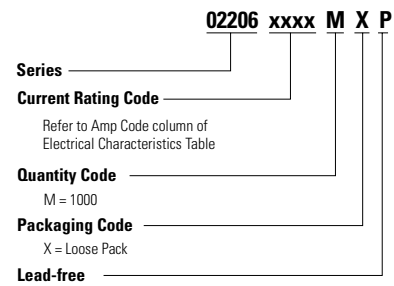 02206 xxxx M X P
Series
Current Rating Code
Refer to Amp Code column of
Electrical Characteristics Table
Quantity Code
M = 1000
Packaging Code
X = Loose Pack
Lead-free